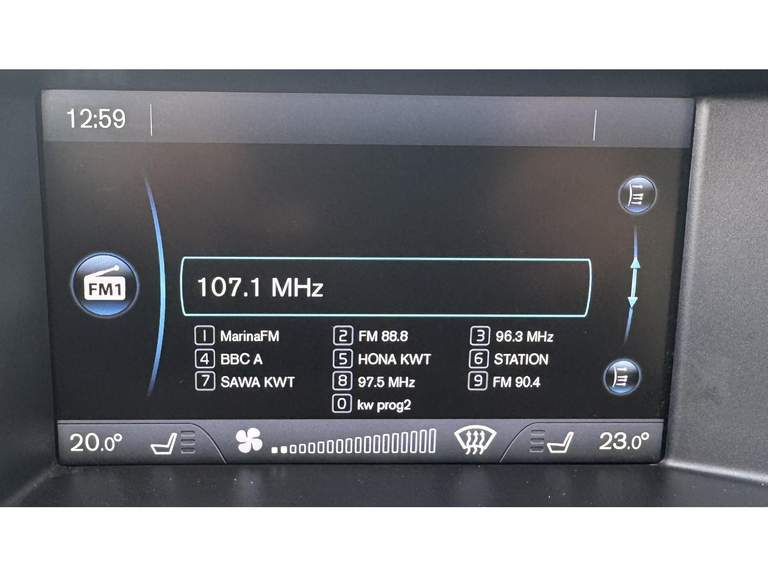 12:59
FM1
107.1 MHz
1 MarinaFM 2 FM 88.8 3 96.3 MHz
4 BBC A 5 HONA KWT 6 STATION
7 SAWA KWT 8 97.5 MHz 9 FM 90.4
0 kw prog2
20.0° 23.0°